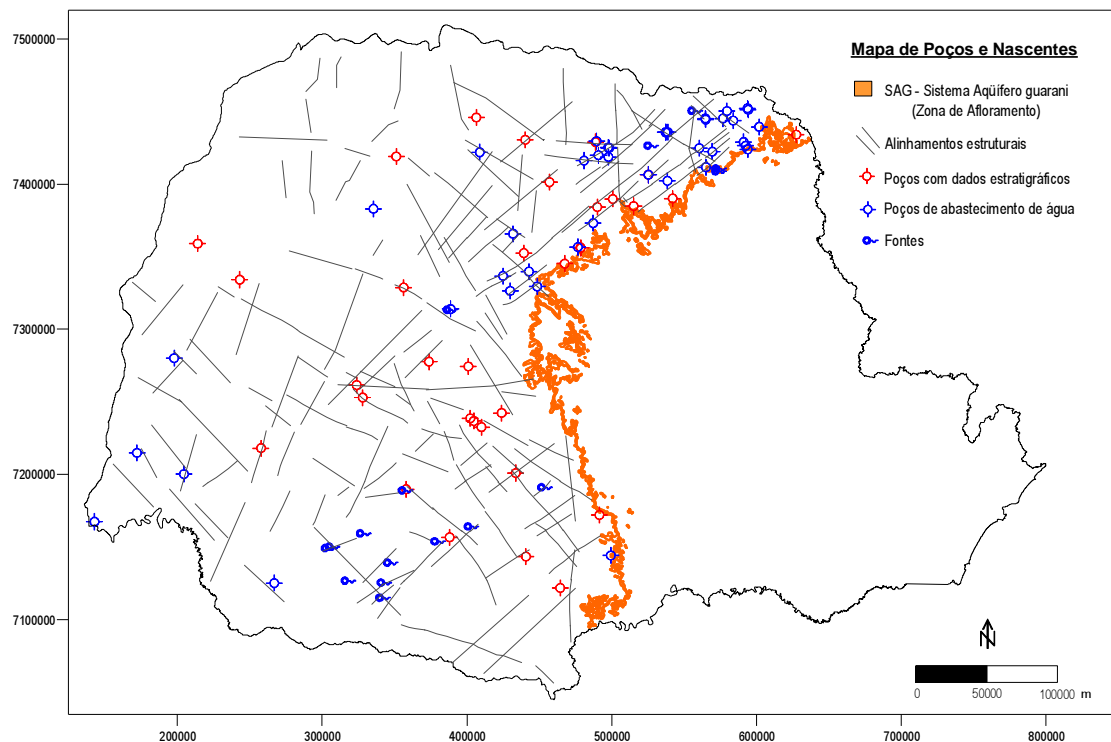 Mapa de Poços e Nascentes
SAG - Sistema Aqüífero guarani
(Zona de Afloramento)
Alinhamentos estruturais
Poços com dados estratigráficos
Poços de abastecimento de água
Fontes
7500000
7400000
7300000
7200000
7100000
N
0 50000 100000 m
200000 300000 400000 500000 600000 700000 800000